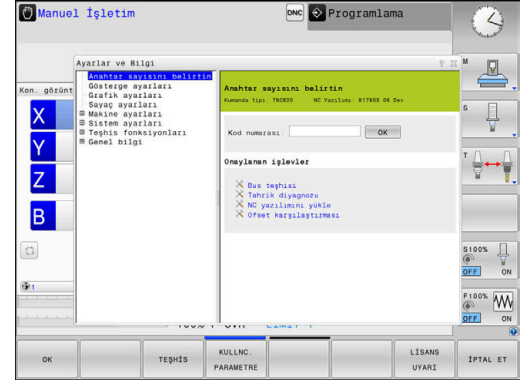 Manuel İşletim
DNC
Programlama
Ayarlar ve Bilgi
Anahtar sayısını belirtin
Gösterge ayarları
Grafik ayarları
Sayaç ayarları
Makine ayarları
Sistem ayarları
Teşhis fonksiyonları
Genel bilgi
Kon. görünt
X
Y
Z
B
1
Anahtar sayısını belirtin
Kumanda tipi: TNC620 NC Yazılımı: 817605 08 Dev
Kod numarası:
OK
Onaylanan işlevler
Bus teşhisi
Tahrik diyagnozu
NC yazılımını yükle
Ofset karşılaştırması
M
S
T
S100%
OFF ON
F100%
OFF ON
OK
TEŞHİS
KULLNC.
PARAMETRE
LİSANS
UYARI
İPTAL ET